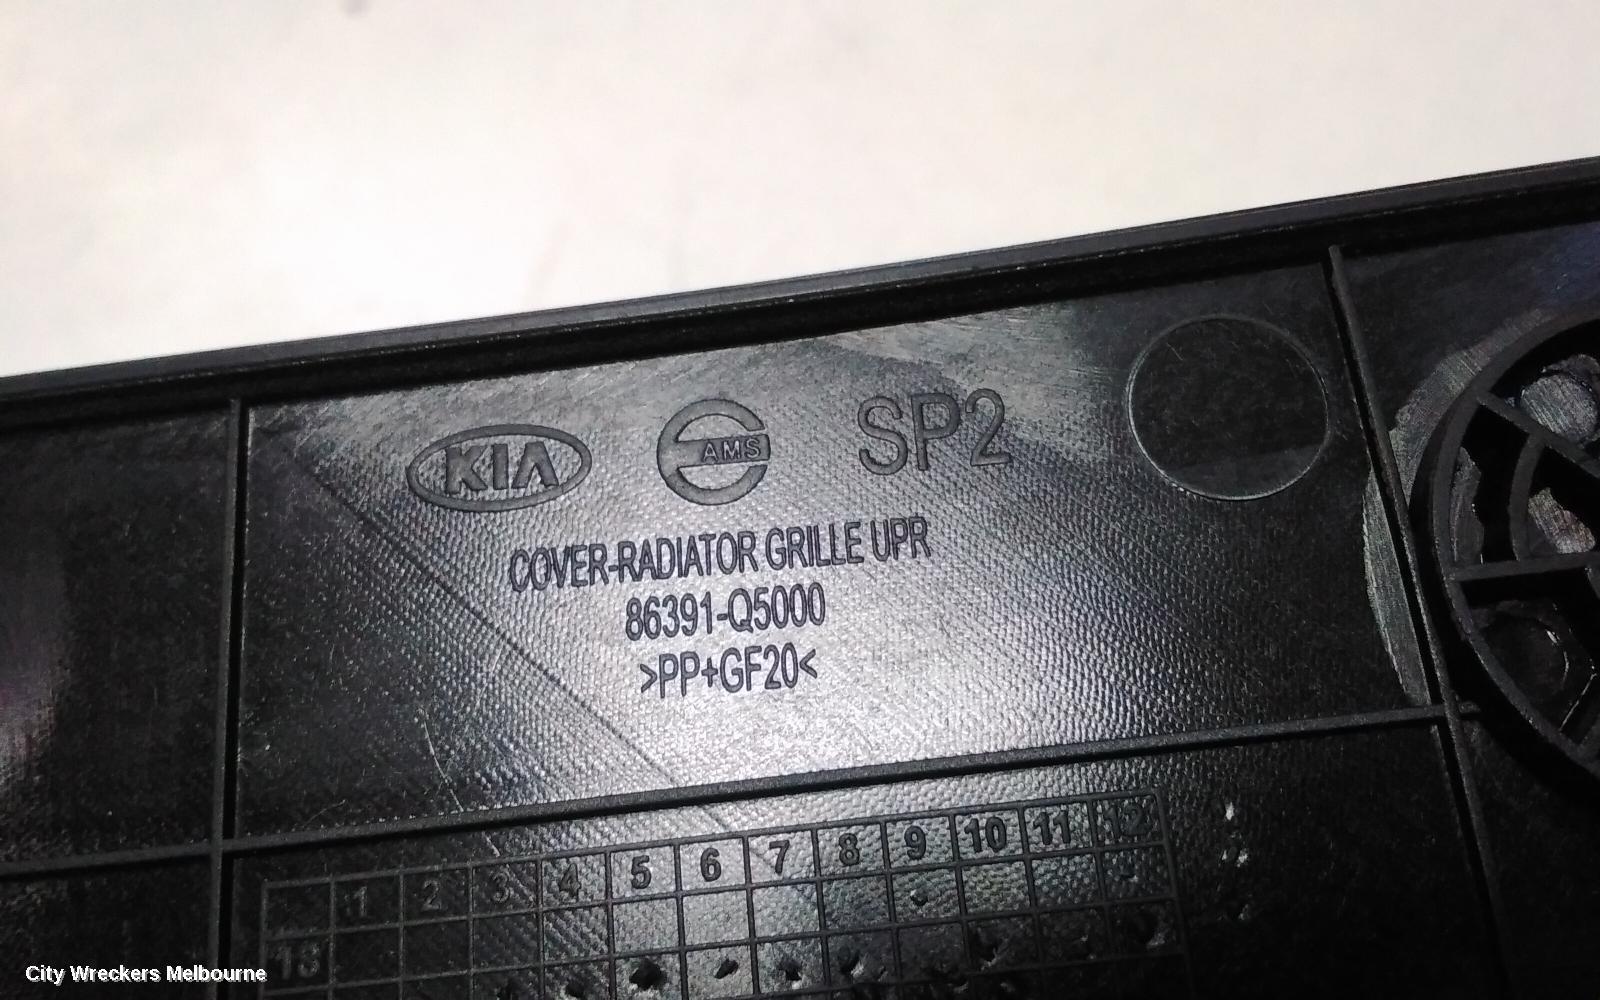 KIA AMS SP2
COVER-RADIATOR GRILLE UPR
86391-Q5000
>PP+GF20<
1 2 3 4 5 6 7 8 9 10 11 12
13
City Wreckers Melbourne